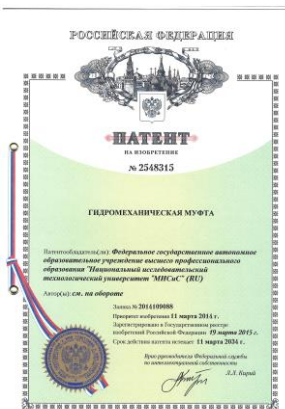 РОССИЙСКАЯ ФЕДЕРАЦИЯ
ПАТЕНТ
НА ИЗОБРЕТЕНИЕ
№ 2548315
ГИДРОМЕХАНИЧЕСКАЯ МУФТА
Патентообладатель(ли): Федеральное государственное автономное
образовательное учреждение высшего профессионального
образования "Национальный исследовательский
технологический университет "МИСиС" (RU)
Автор(ы): см. на обороте
Заявка № 2014109088
Приоритет изобретения 11 марта 2014 г.
Зарегистрировано в Государственном реестре
изобретений Российской Федерации 19 марта 2015 г.
Срок действия патента истекает 11 марта 2034 г.
Врио руководителя Федеральной службы
по интеллектуальной собственности
Л.Л. Кирий